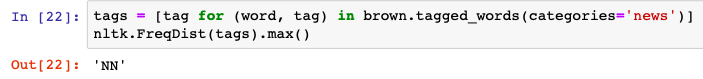 In [22]: tags = [tag for (word, tag) in brown.tagged_words(categories='news')]
nltk.FreqDist(tags).max()
Out[22]: 'NN'